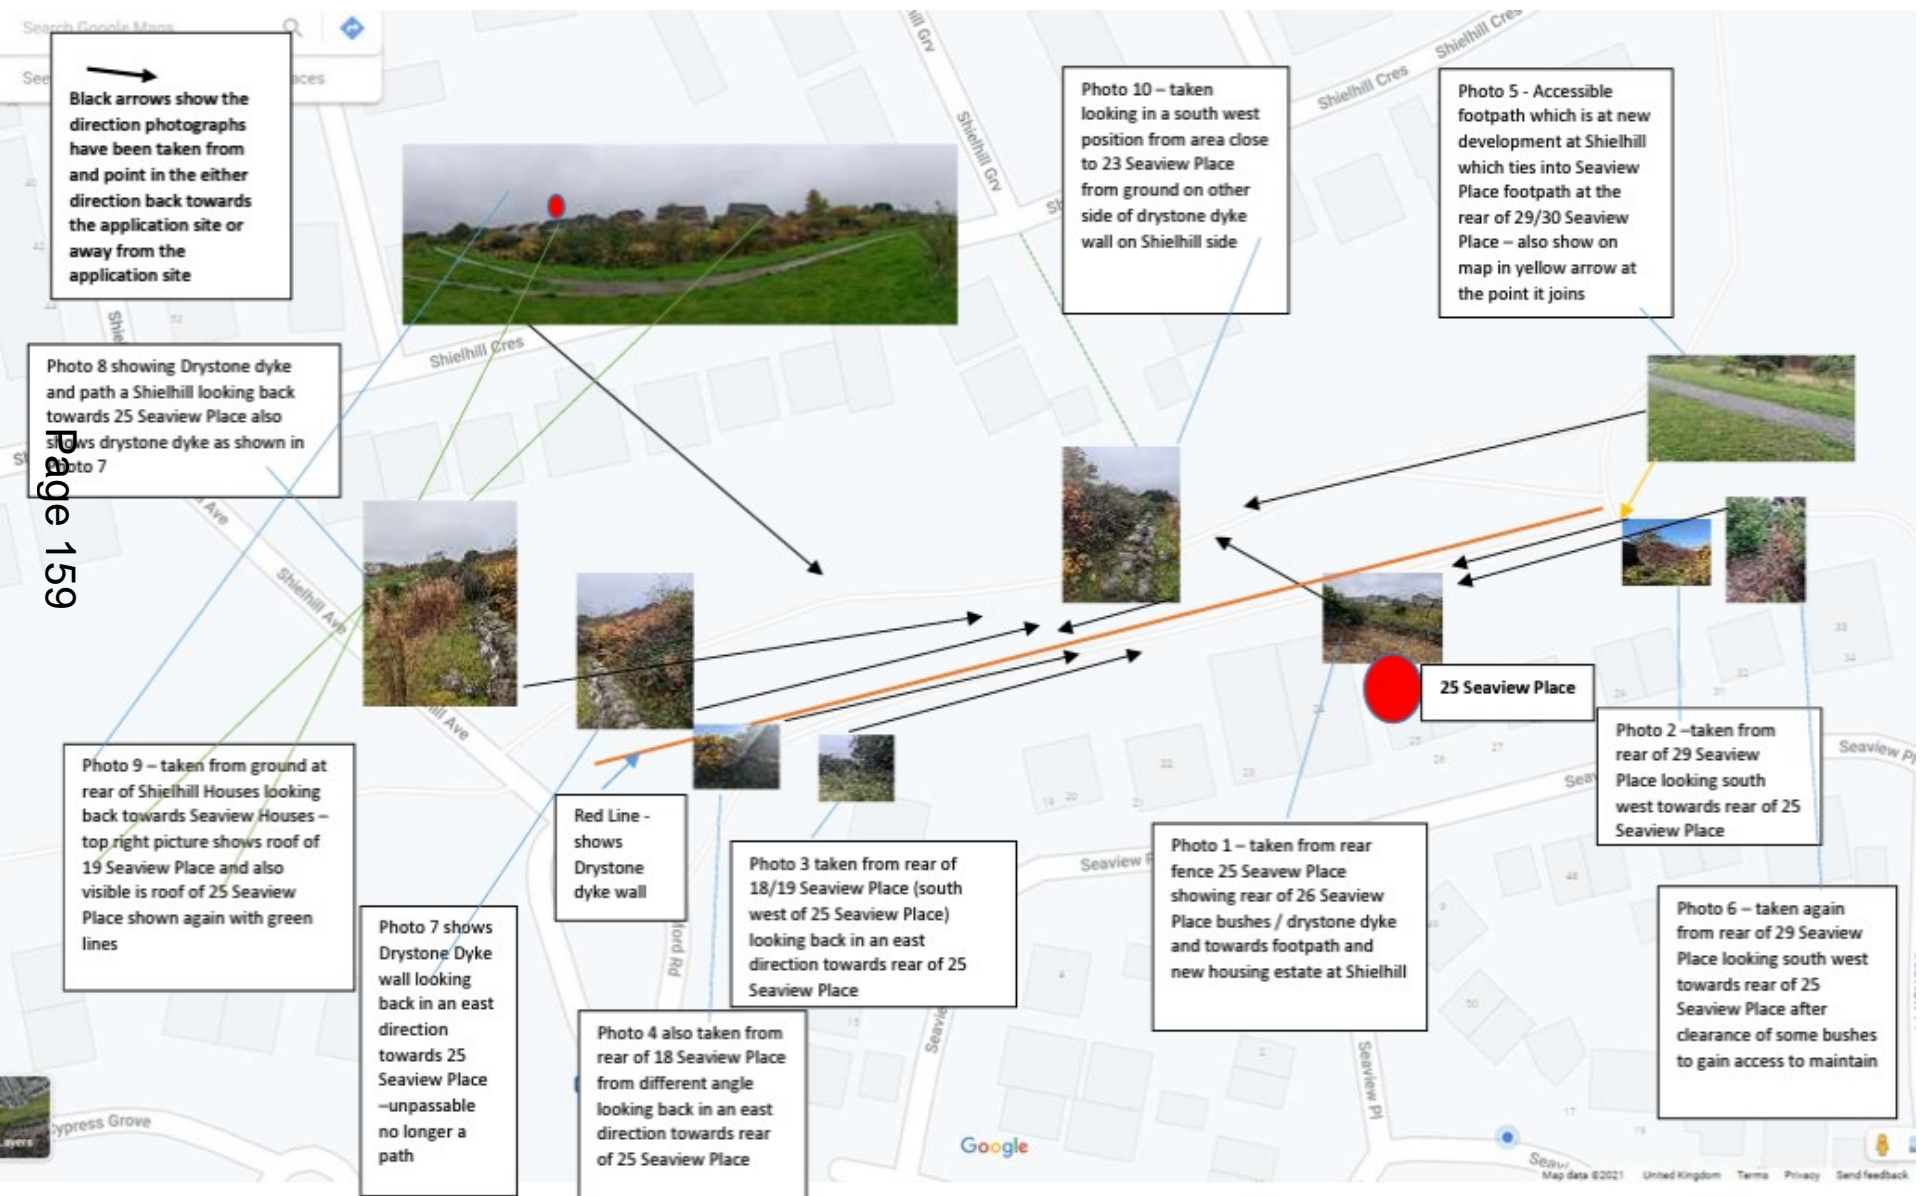 Search Google Maps
Black arrows show the
direction photographs
have been taken from
and point in the either
direction back towards
the application site or
away from the
application site
Photo 10 – taken
looking in a south west
position from area close
to 23 Seaview Place
from ground on other
side of drystone dyke
wall on Shielhill side
Photo 5 - Accessible
footpath which is at new
development at Shielhill
which ties into Seaview
Place footpath at the
rear of 29/30 Seaview
Place – also show on
map in yellow arrow at
the point it joins
Shielhill Grv
Shielhill Cres
Shielhill Cres
Shielhill Cres
Photo 8 showing Drystone dyke
and path a Shielhill looking back
towards 25 Seaview Place also
shows drystone dyke as shown in
Photo 7
Page 159
Shielhill Ave
25 Seaview Place
Photo 9 – taken from ground at
rear of Shielhill Houses looking
back towards Seaview Houses –
top right picture shows roof of
19 Seaview Place and also
visible is roof of 25 Seaview
Place shown again with green
lines
Photo 7 shows
Drystone Dyke
wall looking
back in an east
direction
towards 25
Seaview Place
–unpassable
no longer a
path
Red Line -
shows
Drystone
dyke wall
Photo 3 taken from rear of
18/19 Seaview Place (south
west of 25 Seaview Place)
looking back in an east
direction towards rear of 25
Seaview Place
Photo 4 also taken from
rear of 18 Seaview Place
from different angle
looking back in an east
direction towards rear
of 25 Seaview Place
Photo 1 – taken from rear
fence 25 Seavew Place
showing rear of 26 Seaview
Place bushes / drystone dyke
and towards footpath and
new housing estate at Shielhill
Photo 2 –taken from
rear of 29 Seaview
Place looking south
west towards rear of 25
Seaview Place
Photo 6 – taken again
from rear of 29 Seaview
Place looking south west
towards rear of 25
Seaview Place after
clearance of some bushes
to gain access to maintain
Seaview Pl
Google
Map data ©2021 United Kingdom Terms Privacy Send feedback